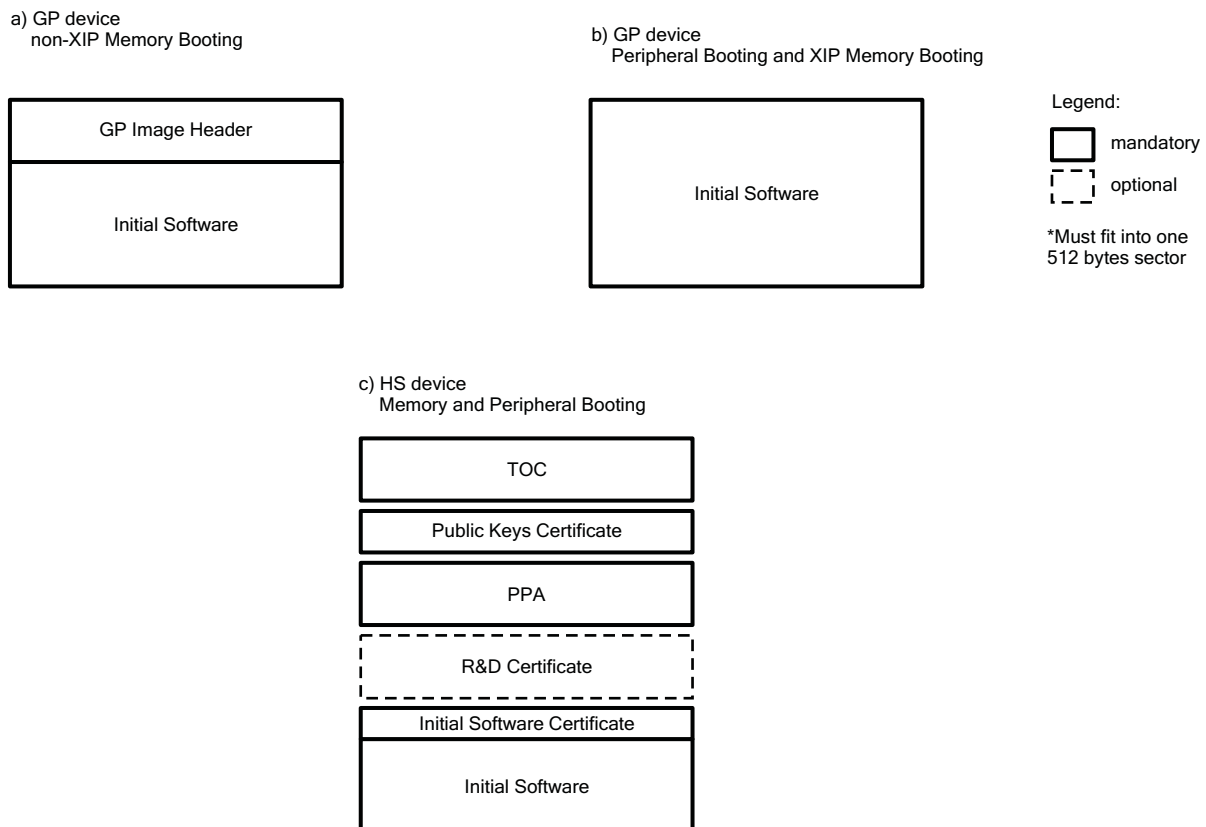 a) GP device
non-XIP Memory Booting
GP Image Header
Initial Software
b) GP device
Peripheral Booting and XIP Memory Booting
Initial Software
Legend:
mandatory
optional
*Must fit into one
512 bytes sector
c) HS device
Memory and Peripheral Booting
TOC
Public Keys Certificate
PPA
R&D Certificate
Initial Software Certificate
Initial Software